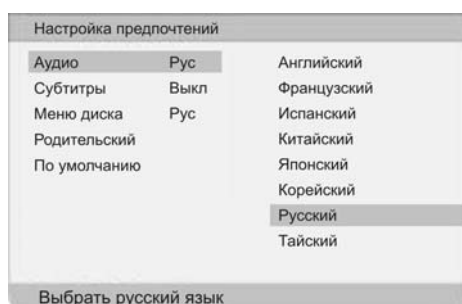 Настройка предпочтений
Аудио Рус
Субтитры Выкл
Меню диска Рус
Родительский
По умолчанию
Английский
Французский
Испанский
Китайский
Японский
Корейский
Русский
Тайский
Выбрать русский язык